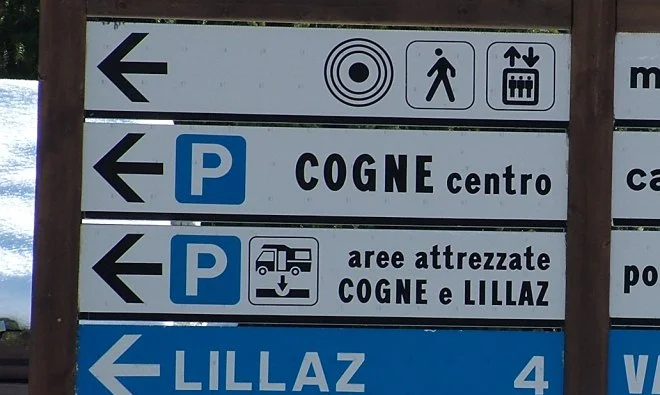 P COGNE centro
P aree attrezzate
COGNE e LILLAZ
LILLAZ 4